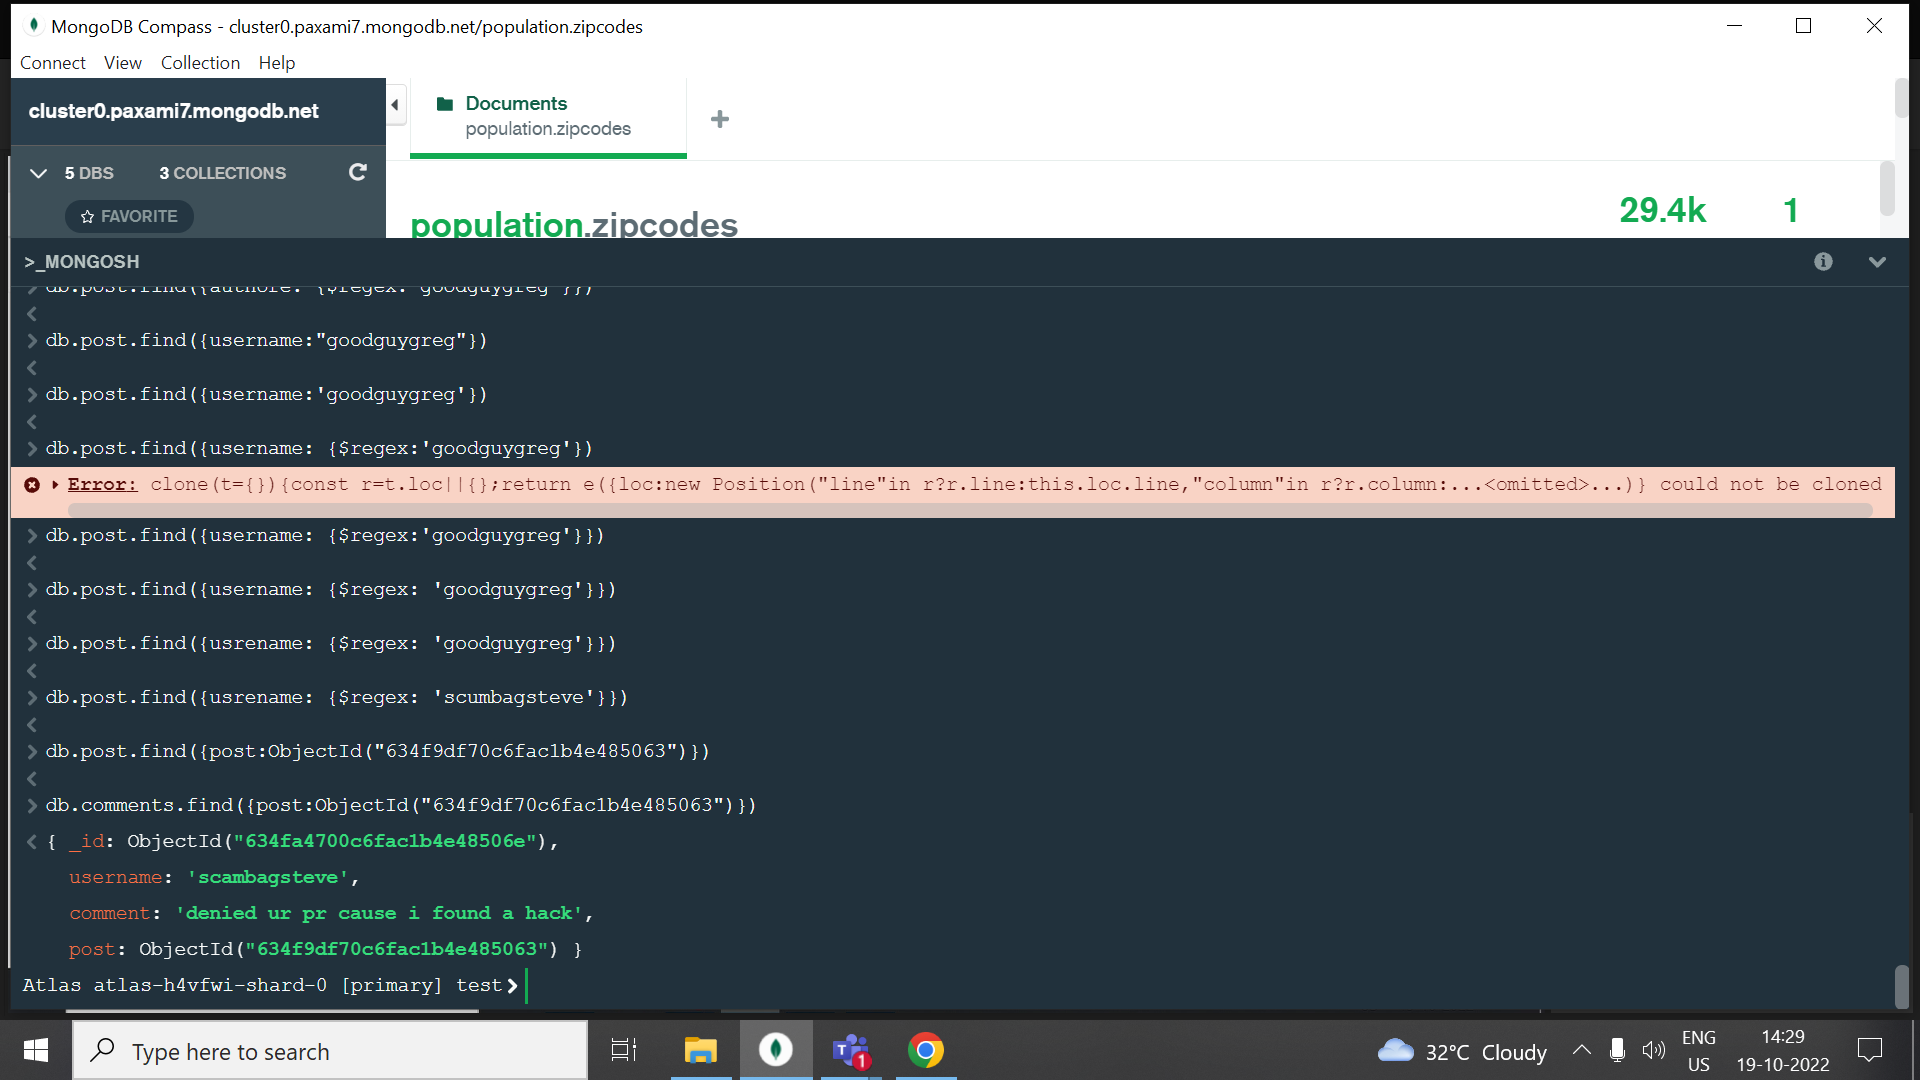 MongoDB Compass - cluster0.paxami7.mongodb.net/population.zipcodes
Connect View Collection Help
cluster0.paxami7.mongodb.net
Documents
population.zipcodes
5 DBS 3 COLLECTIONS
FAVORITE
population.zipcodes
29.4k 1
>_MONGOSH
db.post.find({authore: {$regex: 'goodguygreg'}})
db.post.find({username:"goodguygreg"})
db.post.find({username:'goodguygreg'})
db.post.find({username: {$regex:'goodguygreg'})
Error: clone(t={}){const r=t.loc||{};return e({loc:new Position("line"in r?r.line:this.loc.line,"column"in r?r.column:...<omitted>...)} could not be cloned
db.post.find({username: {$regex:'goodguygreg'}})
db.post.find({username: {$regex: 'goodguygreg'}})
db.post.find({usrename: {$regex: 'goodguygreg'}})
db.post.find({usrename: {$regex: 'scumbagsteve'}})
db.post.find({post:ObjectId("634f9df70c6fac1b4e485063")})
db.comments.find({post:ObjectId("634f9df70c6fac1b4e485063")})
{ _id: ObjectId("634fa4700c6fac1b4e48506e"),
username: 'scambagsteve',
comment: 'denied ur pr cause i found a hack',
post: ObjectId("634f9df70c6fac1b4e485063") }
Atlas atlas-h4vfwi-shard-0 [primary] test>
Type here to search
T 1
32°C Cloudy
ENG
US
14:29
19-10-2022